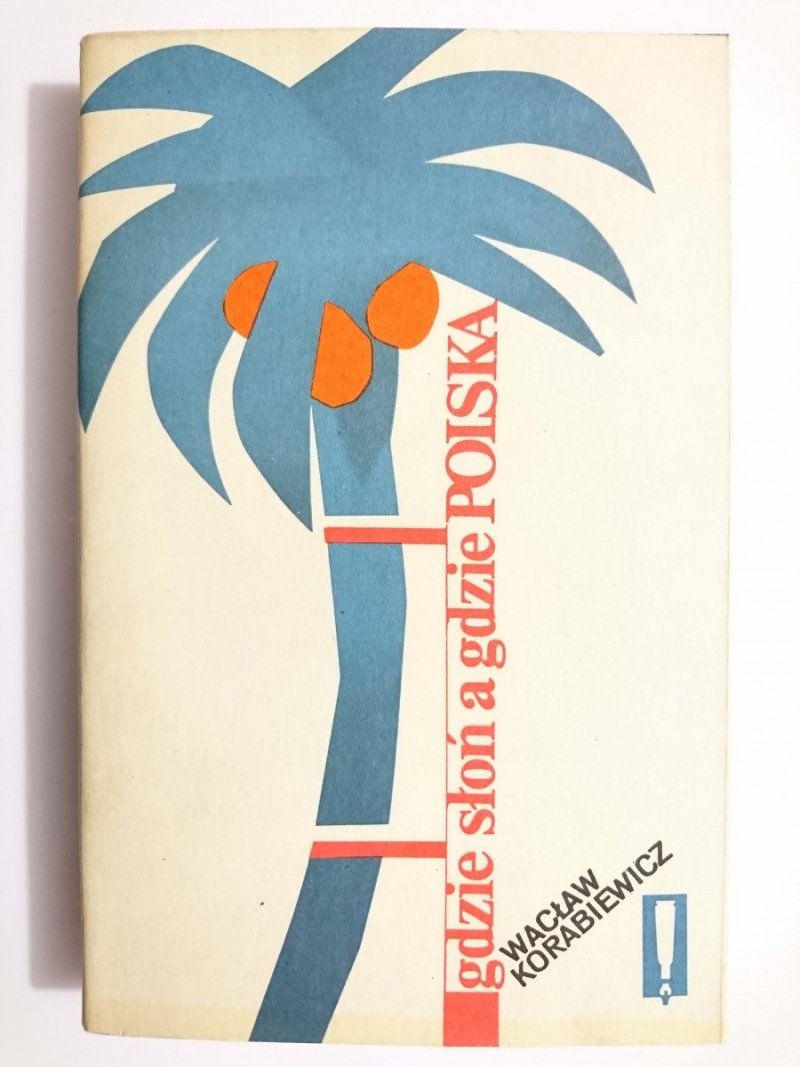 gdzie słoń a gdzie POLSKA
WACŁAW
KORABIEWICZ